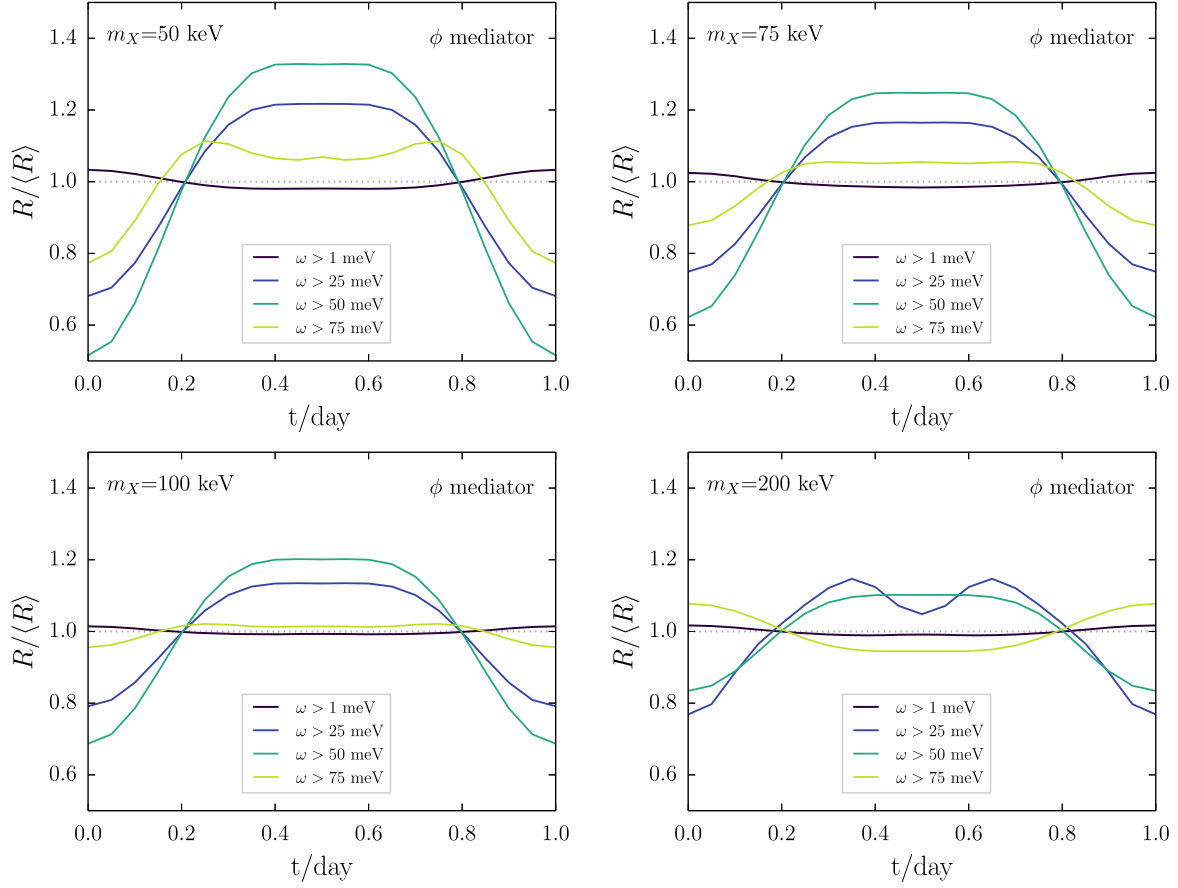 m_X=50 keV
ϕ mediator
1.4
1.2
1.0
0.8
0.6
R/⟨R⟩
ω > 1 meV
ω > 25 meV
ω > 50 meV
ω > 75 meV
0.0 0.2 0.4 0.6 0.8 1.0
t/day
m_X=75 keV
ϕ mediator
1.4
1.2
1.0
0.8
0.6
R/⟨R⟩
ω > 1 meV
ω > 25 meV
ω > 50 meV
ω > 75 meV
0.0 0.2 0.4 0.6 0.8 1.0
t/day
m_X=100 keV
ϕ mediator
1.4
1.2
1.0
0.8
0.6
R/⟨R⟩
ω > 1 meV
ω > 25 meV
ω > 50 meV
ω > 75 meV
0.0 0.2 0.4 0.6 0.8 1.0
t/day
m_X=200 keV
ϕ mediator
1.4
1.2
1.0
0.8
0.6
R/⟨R⟩
ω > 1 meV
ω > 25 meV
ω > 50 meV
ω > 75 meV
0.0 0.2 0.4 0.6 0.8 1.0
t/day